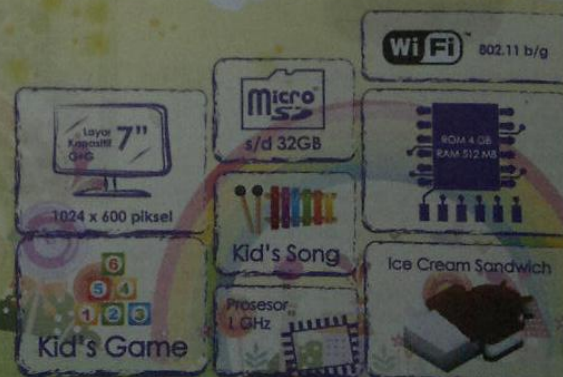 WiFi 802.11 b/g
Micro SD
s/d 32GB
Layar
Kapasitif 7"
G+G
1024 x 600 piksel
ROM 4 GB
RAM 512 MB
Kid's Song
Ice Cream Sandwich
6
5 4
1 2 3
Kid's Game
Prosesor
1 GHz